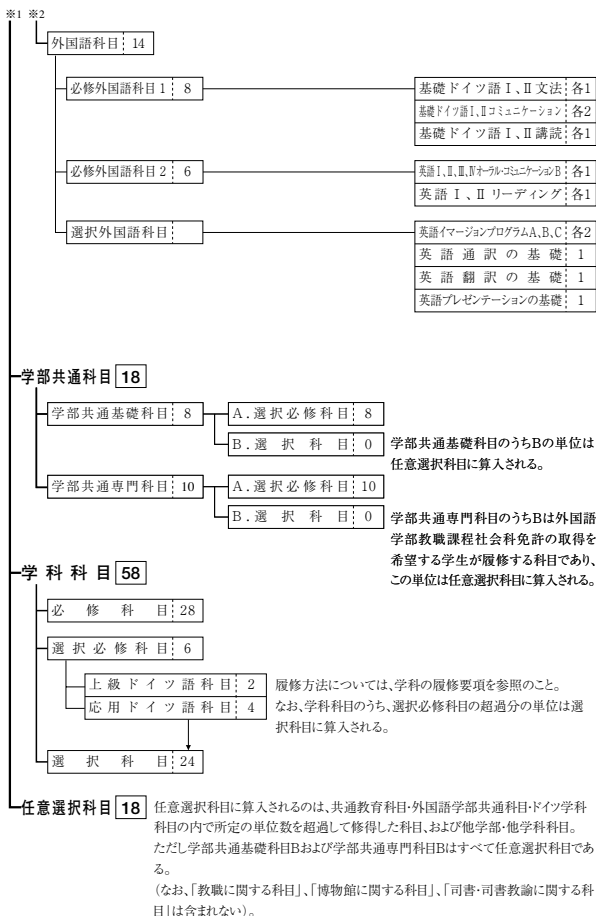 ※1 ※2
外国語科目 14
必修外国語科目1 8
基礎ドイツ語Ⅰ、Ⅱ文法 各1
基礎ドイツ語Ⅰ、Ⅱコミュニケーション 各2
基礎ドイツ語Ⅰ、Ⅱ講読 各1
必修外国語科目2 6
英語Ⅰ、Ⅱ、Ⅲ、Ⅳオーラル・コミュニケーションB 各1
英語Ⅰ、Ⅱリーディング 各1
選択外国語科目
英語イマージョンプログラムA、B、C 各2
英語通訳の基礎 1
英語翻訳の基礎 1
英語プレゼンテーションの基礎 1
学部共通科目 18
学部共通基礎科目 8
A.選択必修科目 8
B.選択科目 0
学部共通基礎科目のうちBの単位は
任意選択科目に算入される。
学部共通専門科目 10
A.選択必修科目 10
B.選択科目 0
学部共通専門科目のうちBは外国語
学部教職課程社会科免許の取得を
希望する学生が履修する科目であり、
この単位は任意選択科目に算入される。
学科科目 58
必修科目 28
選択必修科目 6
上級ドイツ語科目 2
応用ドイツ語科目 4
履修方法については、学科の履修要項を参照のこと。
なお、学科科目のうち、選択必修科目の超過分の単位は選
択科目に算入される。
選択科目 24
任意選択科目 18
任意選択科目に算入されるのは、共通教育科目・外国語学部共通科目・ドイツ学科
科目の内で所定の単位数を超過して修得した科目、および他学部・他学科科目。
ただし学部共通基礎科目Bおよび学部共通専門科目Bはすべて任意選択科目であ
る。
(なお、「教職に関する科目」、「博物館に関する科目」、「司書・司書教諭に関する科
目」は含まれない)。